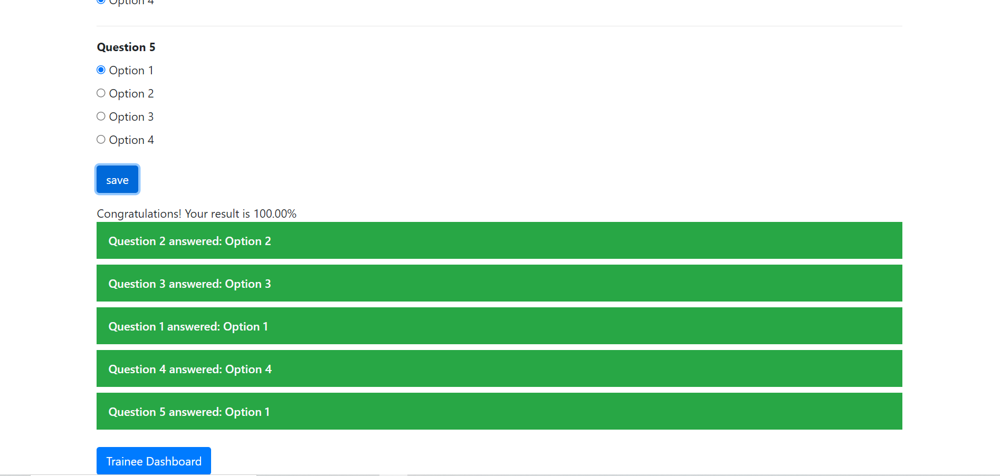 Option 4
Question 5
Option 1
Option 2
Option 3
Option 4
save
Congratulations! Your result is 100.00%
Question 2 answered: Option 2
Question 3 answered: Option 3
Question 1 answered: Option 1
Question 4 answered: Option 4
Question 5 answered: Option 1
Trainee Dashboard